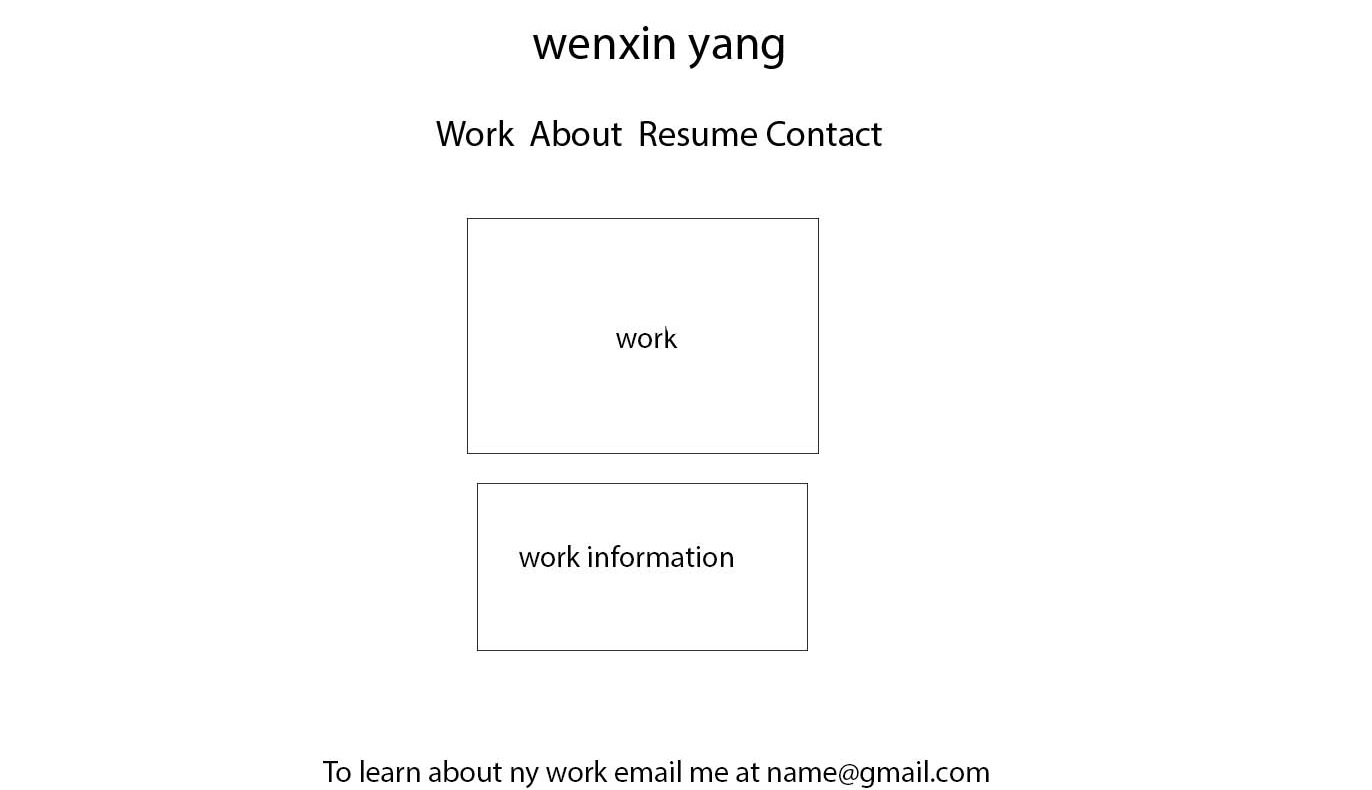 wenxin yang
Work About Resume Contact
work
work information
To learn about ny work email me at name@gmail.com